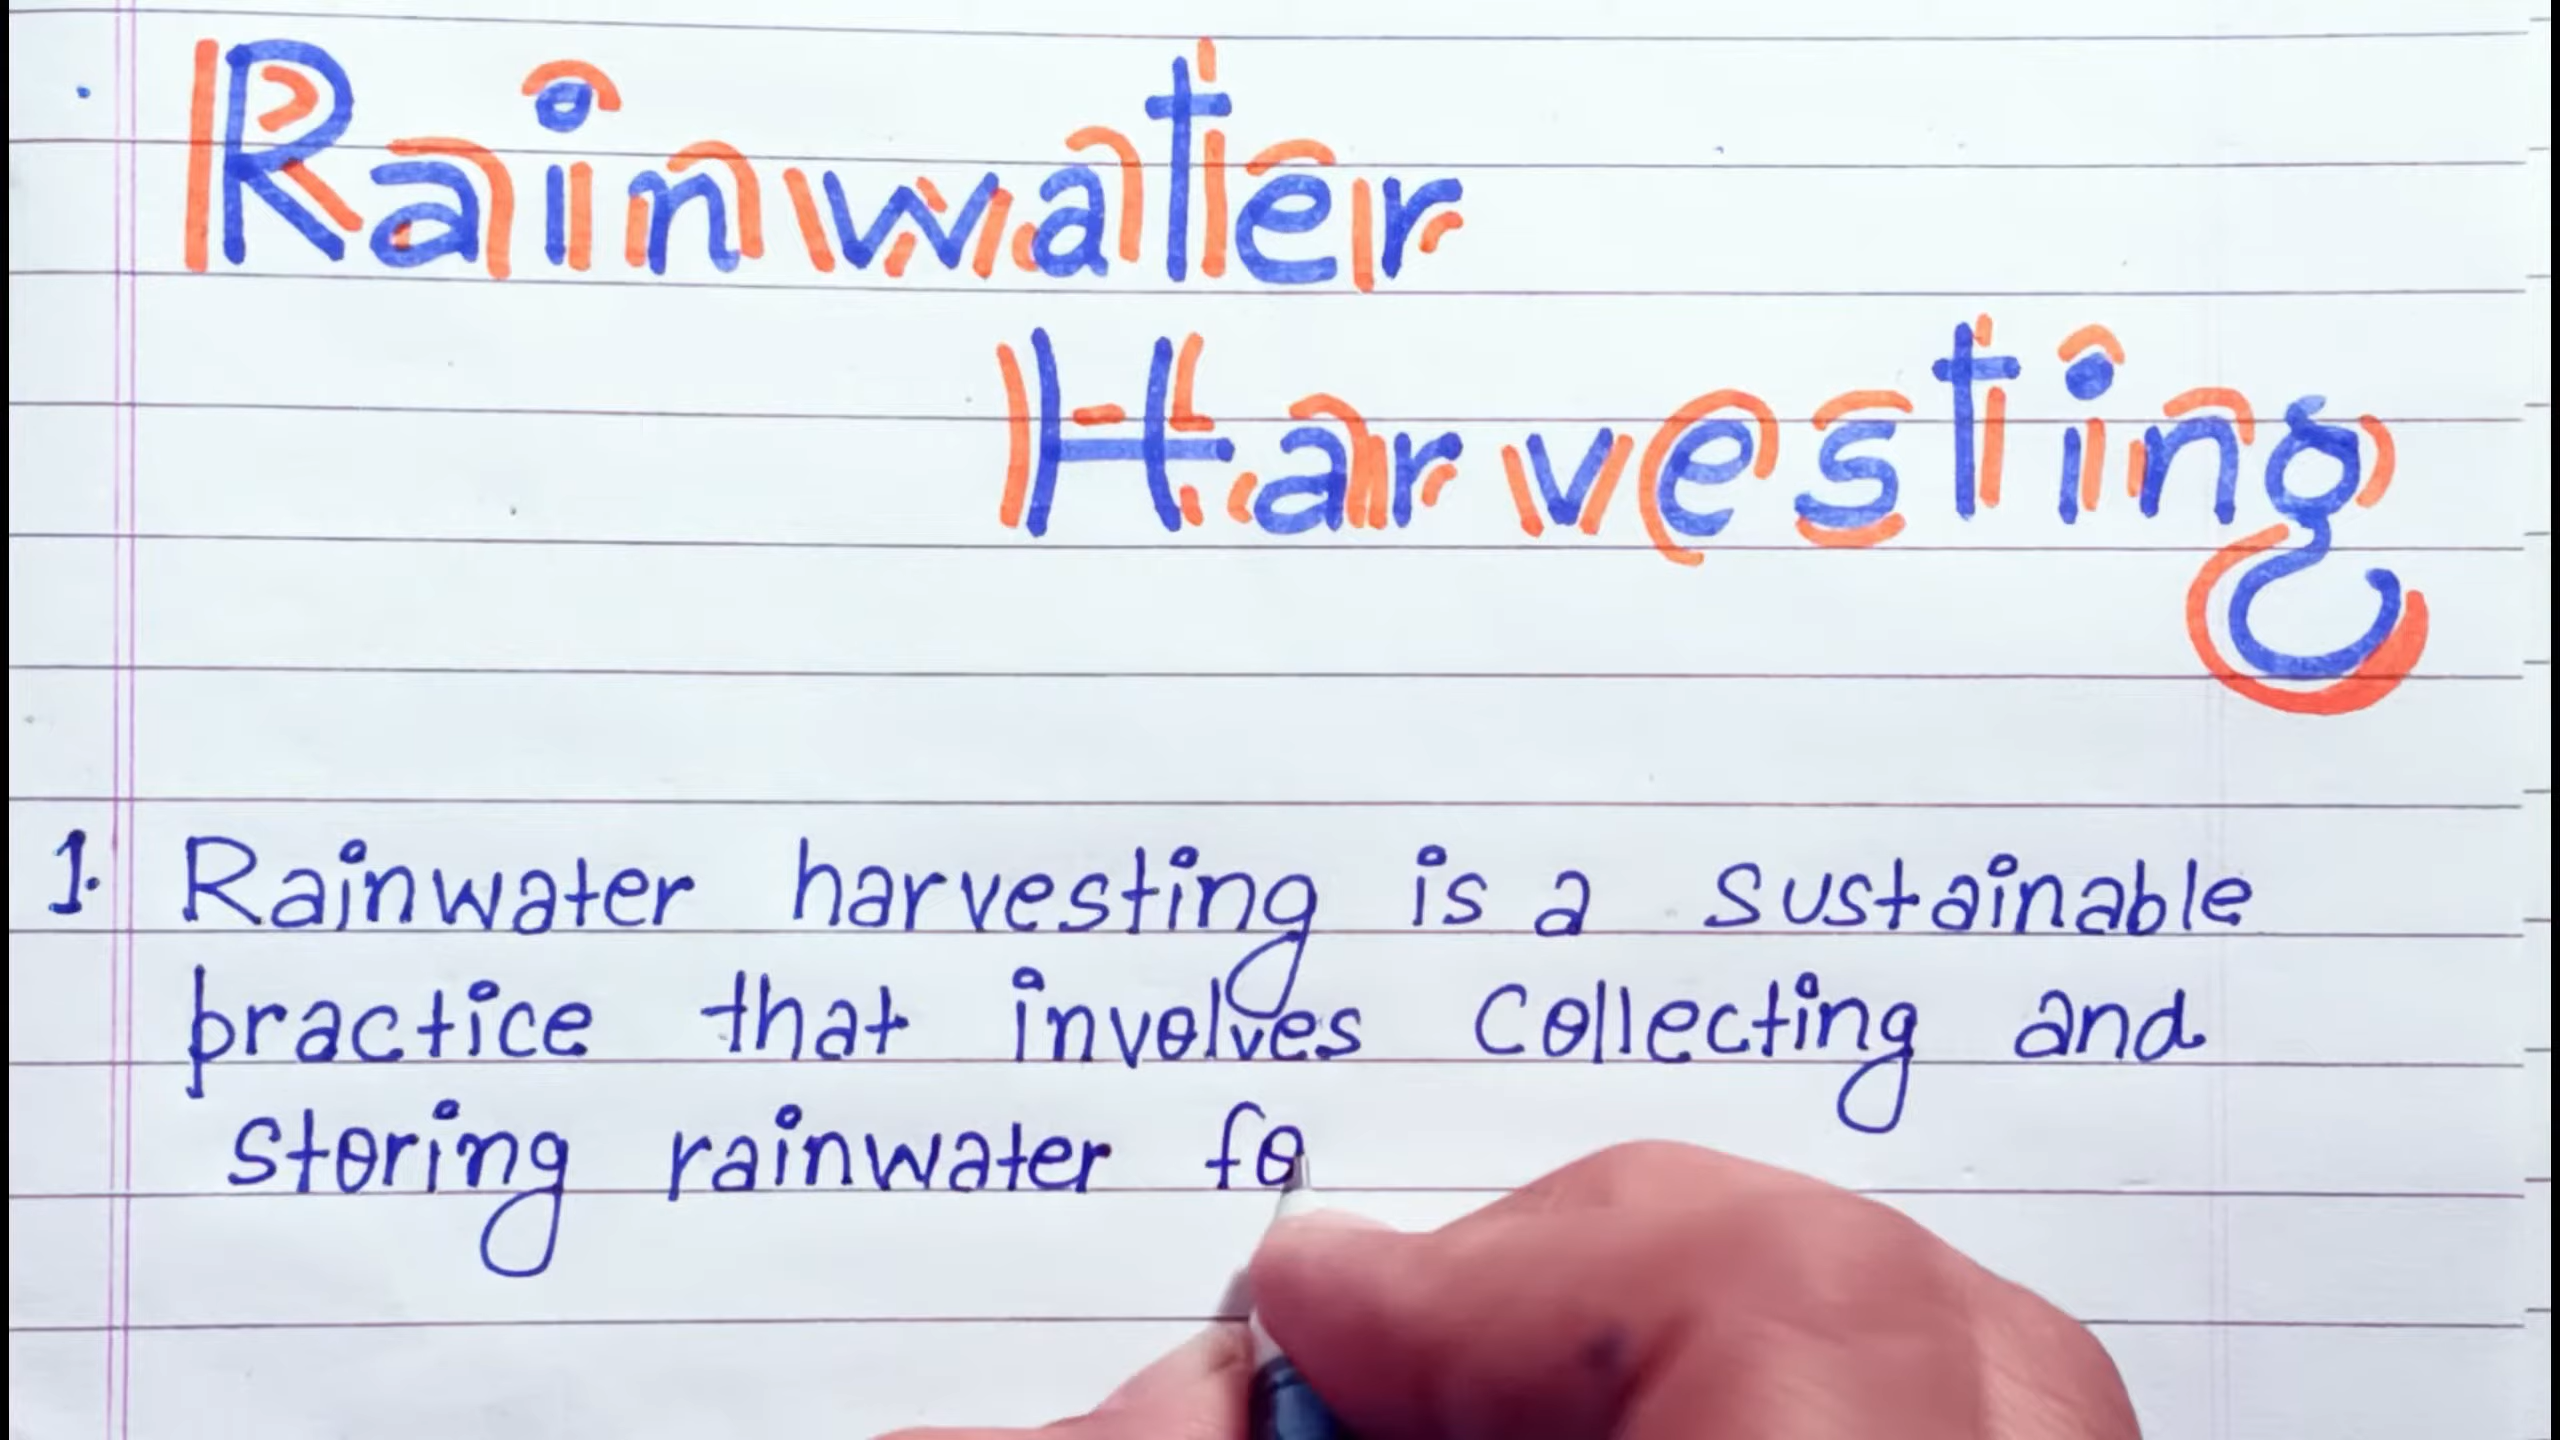 Rainwater
Harvesting
1. Rainwater harvesting is a sustainable
practice that involves collecting and
storing rainwater fo